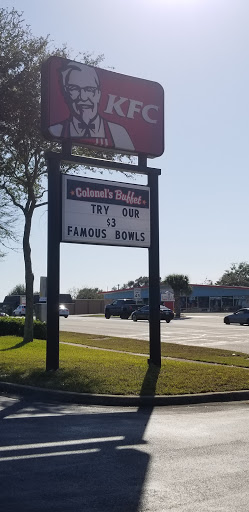 KFC
Colonel's Buffet
TRY OUR
$3
FAMOUS BOWLS